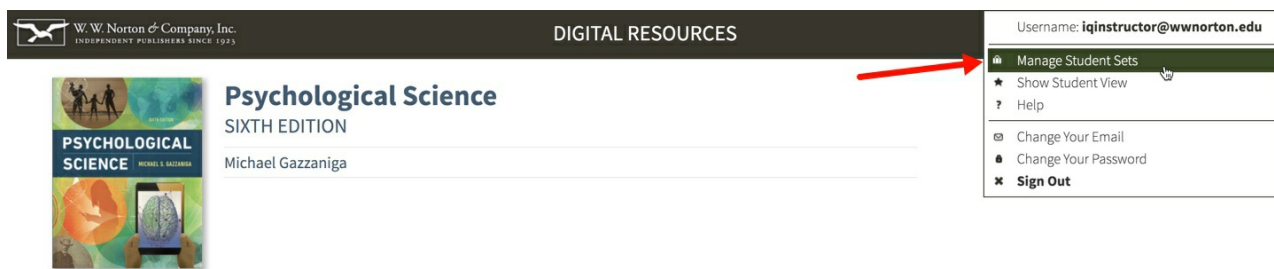 W. W. Norton & Company, Inc.
INDEPENDENT PUBLISHERS SINCE 1923
DIGITAL RESOURCES
Username: iqinstructor@wwnorton.edu
Manage Student Sets
Show Student View
? Help
Change Your Email
Change Your Password
Sign Out
Psychological Science
SIXTH EDITION
Michael Gazzaniga
SIXTH EDITION
PSYCHOLOGICAL
SCIENCE MICHAEL S. GAZZANIGA